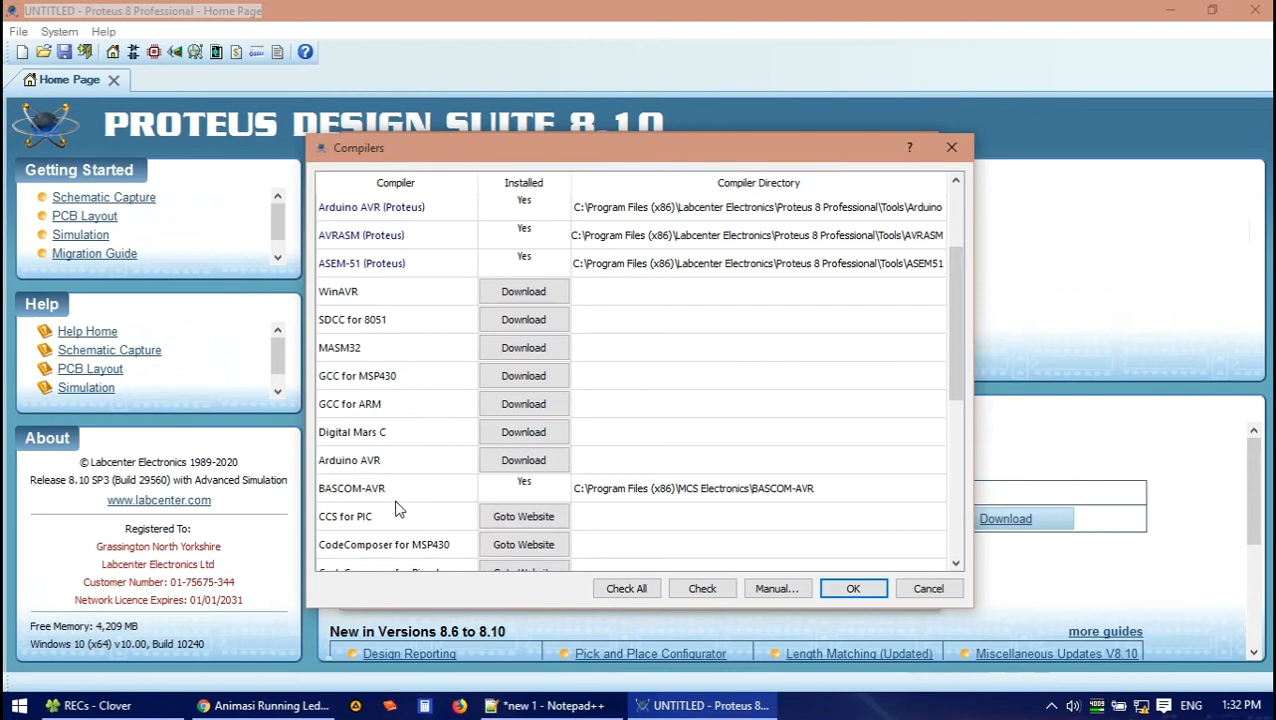 UNTITLED - Proteus 8 Professional - Home Page
File System Help
Home Page
PROTEUS DESIGN SUITE 8.10
Getting Started
Schematic Capture
PCB Layout
Simulation
Migration Guide
Help
Help Home
Schematic Capture
PCB Layout
Simulation
About
© Labcenter Electronics 1989-2020
Release 8.10 SP3 (Build 29560) with Advanced Simulation
www.labcenter.com
Registered To:
Grassington North Yorkshire
Labcenter Electronics Ltd
Customer Number: 01-75675-344
Network Licence Expires: 01/01/2031
Free Memory: 4,209 MB
Windows 10 (x64) v10.00, Build 10240
Compilers ?
Compiler Installed Compiler Directory
Arduino AVR (Proteus) Yes C:\Program Files (x86)\Labcenter Electronics\Proteus 8 Professional\Tools\Arduino
AVRASM (Proteus) Yes C:\Program Files (x86)\Labcenter Electronics\Proteus 8 Professional\Tools\AVRASM
ASEM-51 (Proteus) Yes C:\Program Files (x86)\Labcenter Electronics\Proteus 8 Professional\Tools\ASEM51
WinAVR Download
SDCC for 8051 Download
MASM32 Download
GCC for MSP430 Download
GCC for ARM Download
Digital Mars C Download
Arduino AVR Download
BASCOM-AVR Yes C:\Program Files (x86)\MCS Electronics\BASCOM-AVR
CCS for PIC Goto Website
CodeComposer for MSP430 Goto Website
Check All Check Manual... OK Cancel
Download
New in Versions 8.6 to 8.10 more guides
Design Reporting Pick and Place Configurator Length Matching (Updated) Miscellaneous Updates V8.10
RECs - Clover Animasi Running Led... *new 1 - Notepad++ UNTITLED - Proteus 8... ENG 1:32 PM